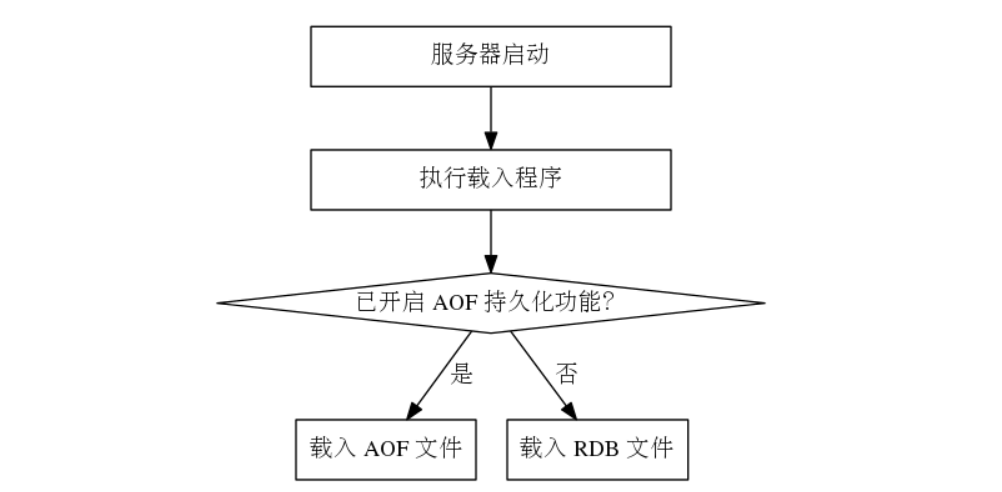 服务器启动
执行载入程序
已开启 AOF 持久化功能?
是
否
载入 AOF 文件
载入 RDB 文件